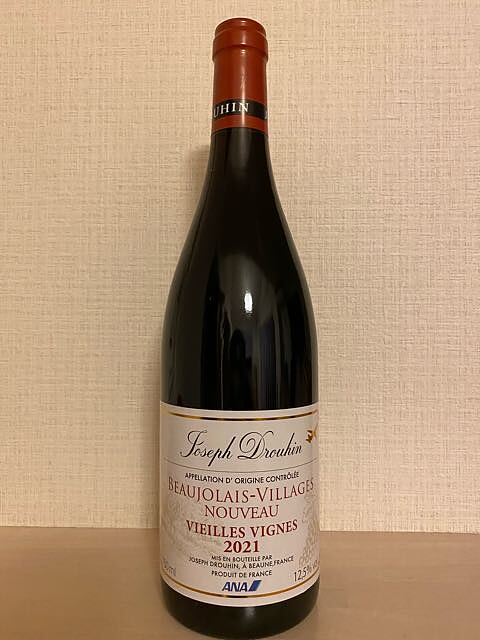 UHIN
Joseph Drouhin
APPELLATION D' ORIGINE CONTRÔLÉE
BEAUJOLAIS-VILLAGES
NOUVEAU
VIEILLES VIGNES
2021
MIS EN BOUTEILLE PAR
JOSEPH DROUHIN, À BEAUNE, FRANCE
PRODUIT DE FRANCE
ml 12,5%
ANA